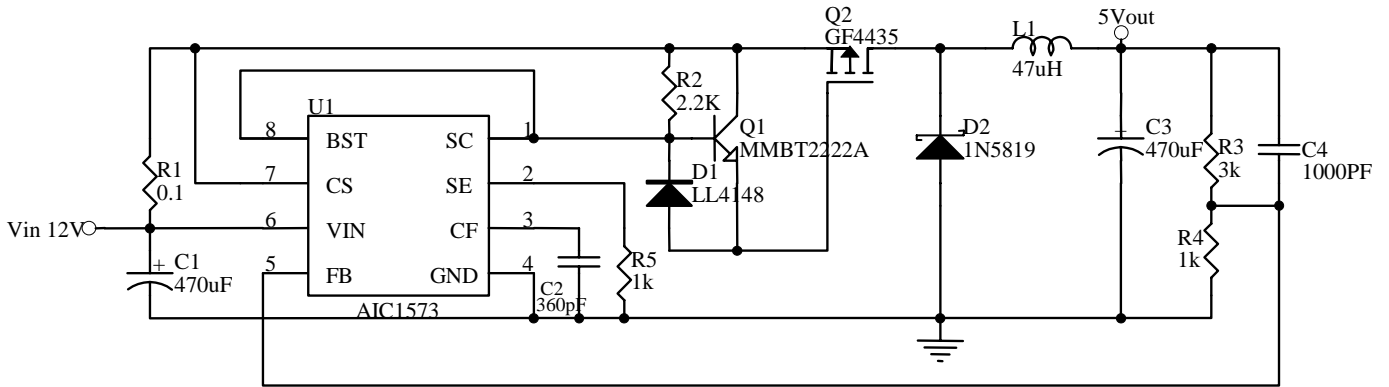 Q2
GF4435
L1
47uH
5Vout
R2
2.2K
U1
8
BST
SC
1
7
CS
SE
2
6
VIN
CF
3
5
FB
GND
4
AIC1573
R1
0.1
Vin 12V
+
C1
470uF
Q1
MMBT2222A
D1
LL4148
C2
360pF
R5
1k
D2
1N5819
+
C3
470uF
R3
3k
C4
1000PF
R4
1k